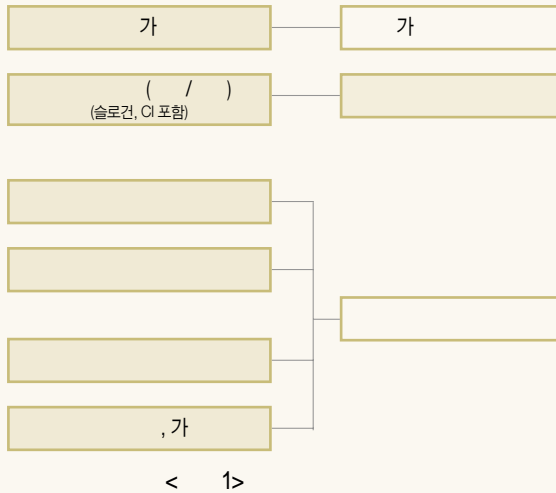 가 가
( / )
(슬로건, CI 포함)
, 가
< 1>